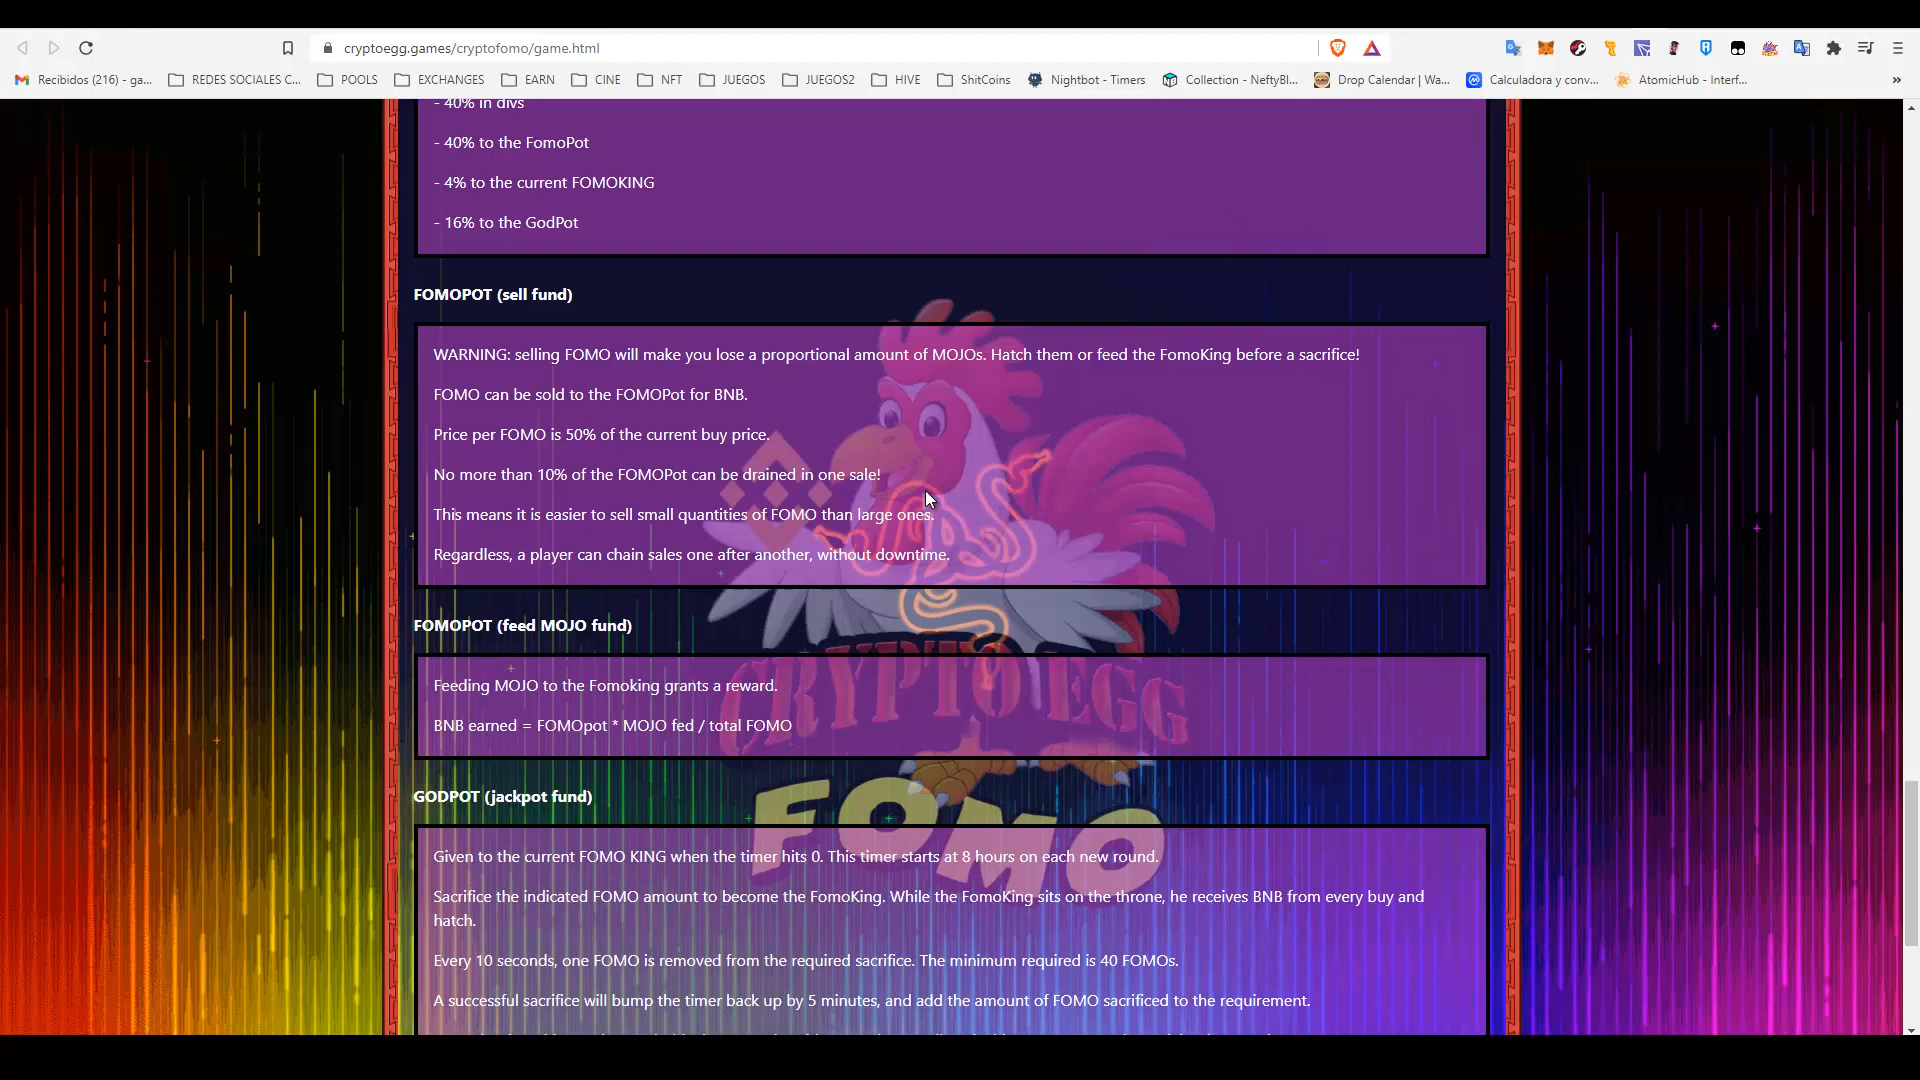 cryptoegg.games/cryptofomo/game.html
Recibidos (216) - ga...
REDES SOCIALES C...
POOLS
EXCHANGES
EARN
CINE
NFT
JUEGOS
JUEGOS2
HIVE
ShitCoins
Nightbot - Timers
Collection - NeftyBl...
Drop Calendar | Wa...
Calculadora y conv...
AtomicHub - Interf...
»
- 40% in divs
- 40% to the FomoPot
- 4% to the current FOMOKING
- 16% to the GodPot
FOMOPOT (sell fund)
WARNING: selling FOMO will make you lose a proportional amount of MOJOs. Hatch them or feed the FomoKing before a sacrifice!
FOMO can be sold to the FOMOPot for BNB.
Price per FOMO is 50% of the current buy price.
No more than 10% of the FOMOPot can be drained in one sale!
This means it is easier to sell small quantities of FOMO than large ones.
Regardless, a player can chain sales one after another, without downtime.
FOMOPOT (feed MOJO fund)
Feeding MOJO to the Fomoking grants a reward.
BNB earned = FOMOpot * MOJO fed / total FOMO
CRYPTO EGG
FOMO
GODPOT (jackpot fund)
Given to the current FOMO KING when the timer hits 0. This timer starts at 8 hours on each new round.
Sacrifice the indicated FOMO amount to become the FomoKing. While the FomoKing sits on the throne, he receives BNB from every buy and
hatch.
Every 10 seconds, one FOMO is removed from the required sacrifice. The minimum required is 40 FOMOs.
A successful sacrifice will bump the timer back up by 5 minutes, and add the amount of FOMO sacrificed to the requirement.